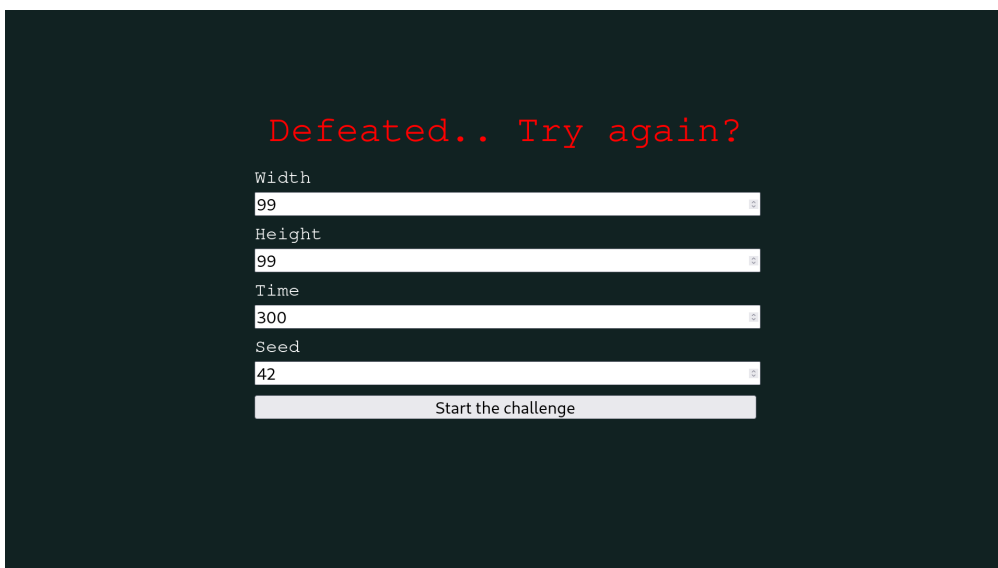 Defeated.. Try again?
Width
99
Height
99
Time
300
Seed
42
Start the challenge